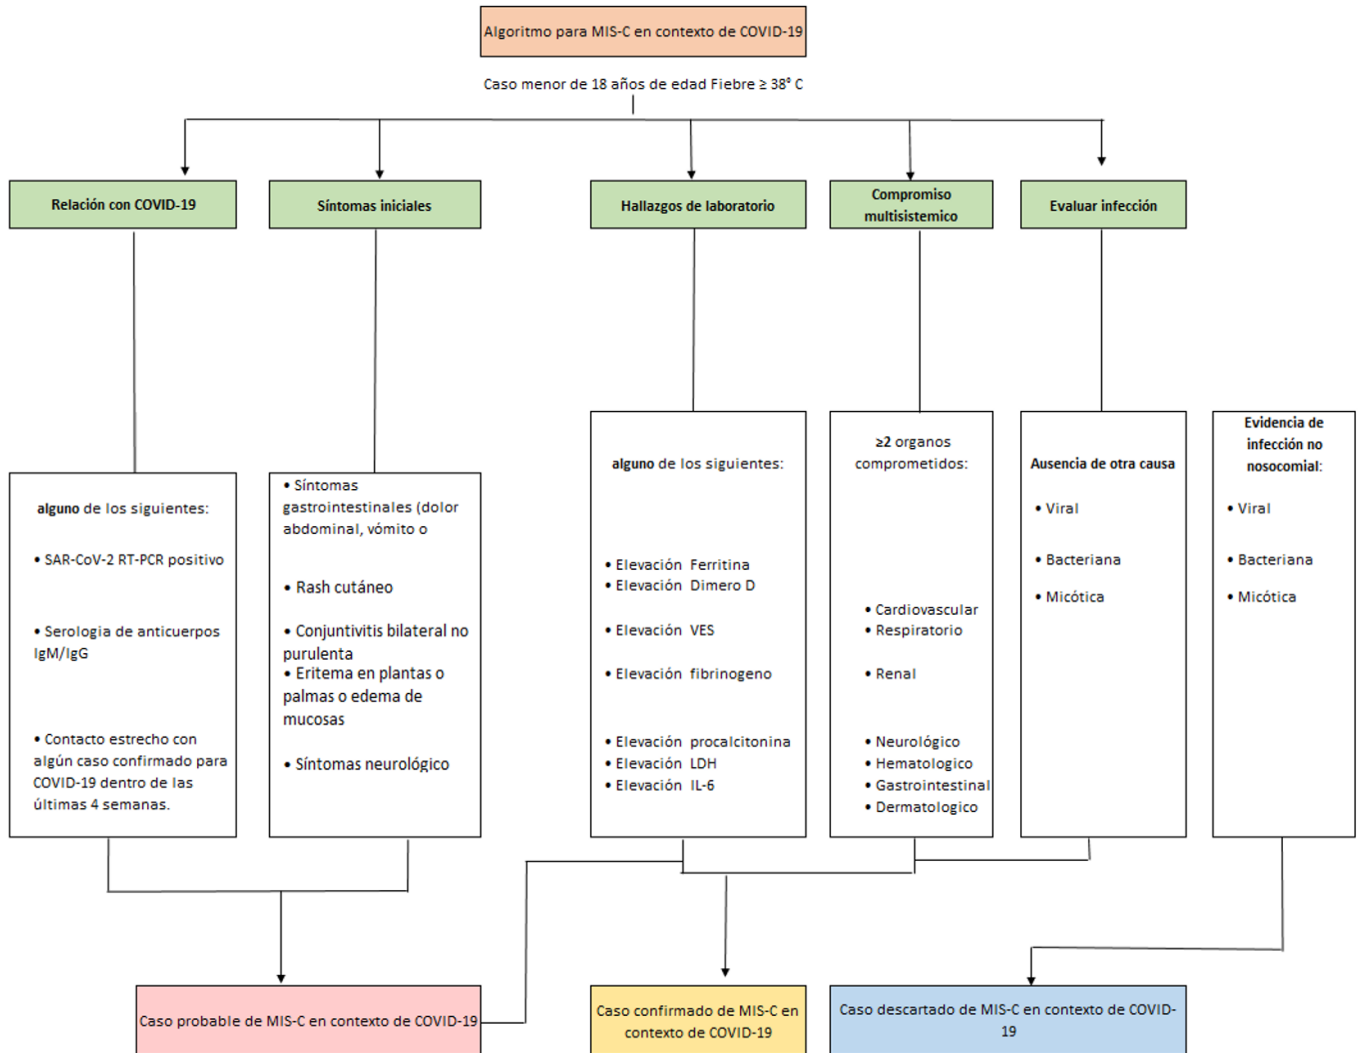 Algoritmo para MIS-C en contexto de COVID-19
Caso menor de 18 años de edad Fiebre ≥ 38° C
Relación con COVID-19
Síntomas iniciales
Hallazgos de laboratorio
Compromiso
multisistemico
Evaluar infección
alguno de los siguientes:
• SAR-CoV-2 RT-PCR positivo
• Serologia de anticuerpos
IgM/IgG
• Contacto estrecho con
algún caso confirmado para
COVID-19 dentro de las
últimas 4 semanas.
• Síntomas
gastrointestinales (dolor
abdominal, vómito o
• Rash cutáneo
• Conjuntivitis bilateral no
purulenta
• Eritema en plantas o
palmas o edema de
mucosas
• Síntomas neurológico
alguno de los siguientes:
• Elevación Ferritina
• Elevación Dimero D
• Elevación VES
• Elevación fibrinogeno
• Elevación procalcitonina
• Elevación LDH
• Elevación IL-6
≥2 organos
comprometidos:
• Cardiovascular
• Respiratorio
• Renal
• Neurológico
• Hematologico
• Gastrointestinal
• Dermatologico
Ausencia de otra causa
• Viral
• Bacteriana
• Micótica
Evidencia de
infección no
nosocomial:
• Viral
• Bacteriana
• Micótica
Caso probable de MIS-C en contexto de COVID-19
Caso confirmado de MIS-C en
contexto de COVID-19
Caso descartado de MIS-C en contexto de COVID-
19